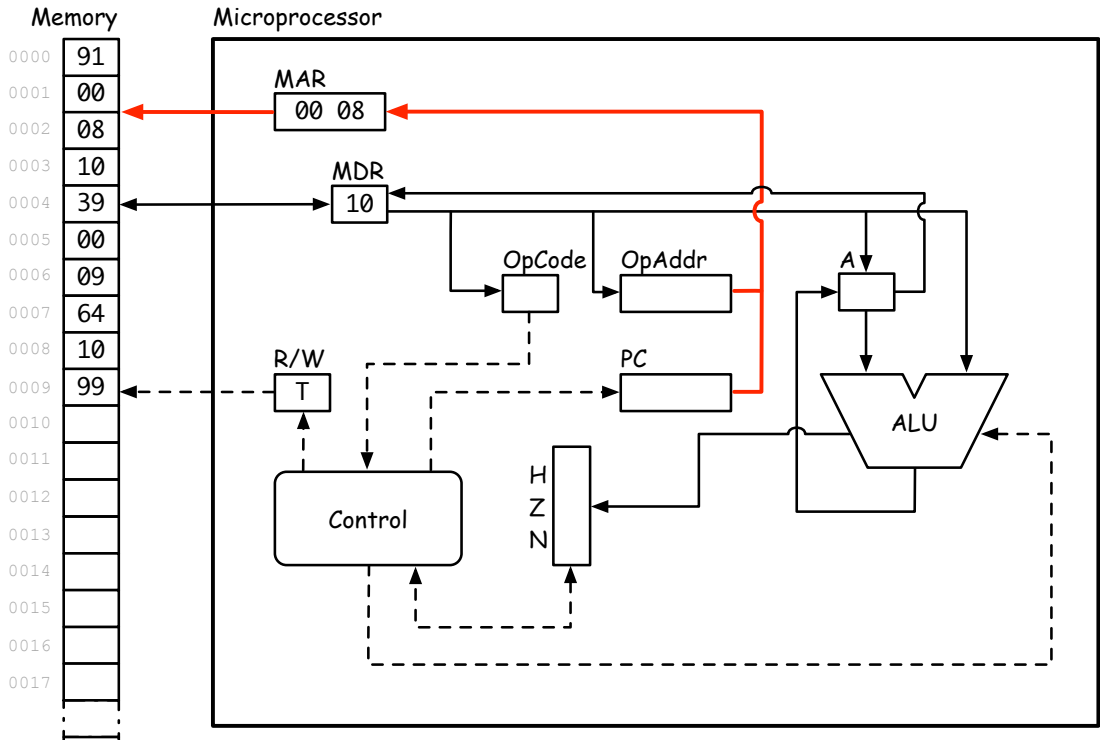 Memory
Microprocessor
0000 91
0001 00
0002 08
0003 10
0004 39
0005 00
0006 09
0007 64
0008 10
0009 99
0010
0011
0012
0013
0014
0015
0016
0017
MAR
00 08
MDR
10
OpCode
OpAddr
A
R/W
T
PC
ALU
Control
H
Z
N